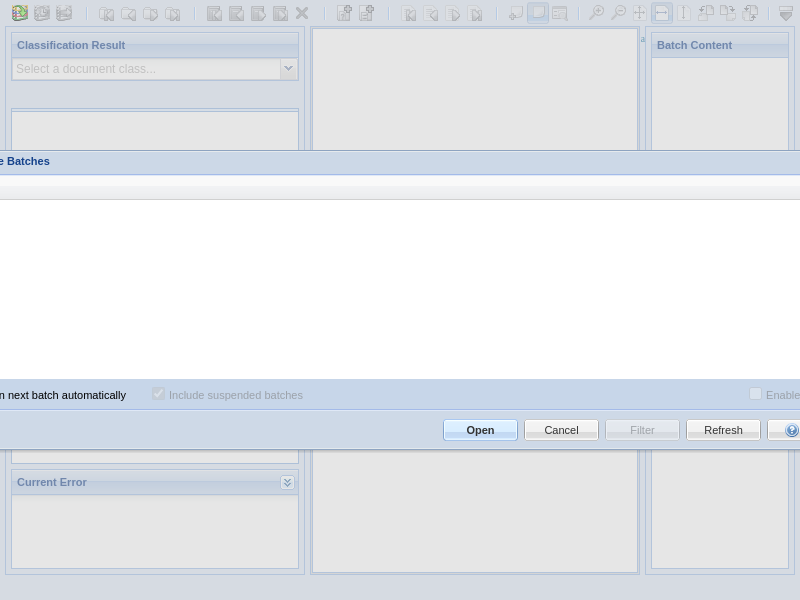 Classification Result
Select a document class...
Batch Content
e Batches
n next batch automatically
Include suspended batches
Enable
Open
Cancel
Filter
Refresh
Current Error